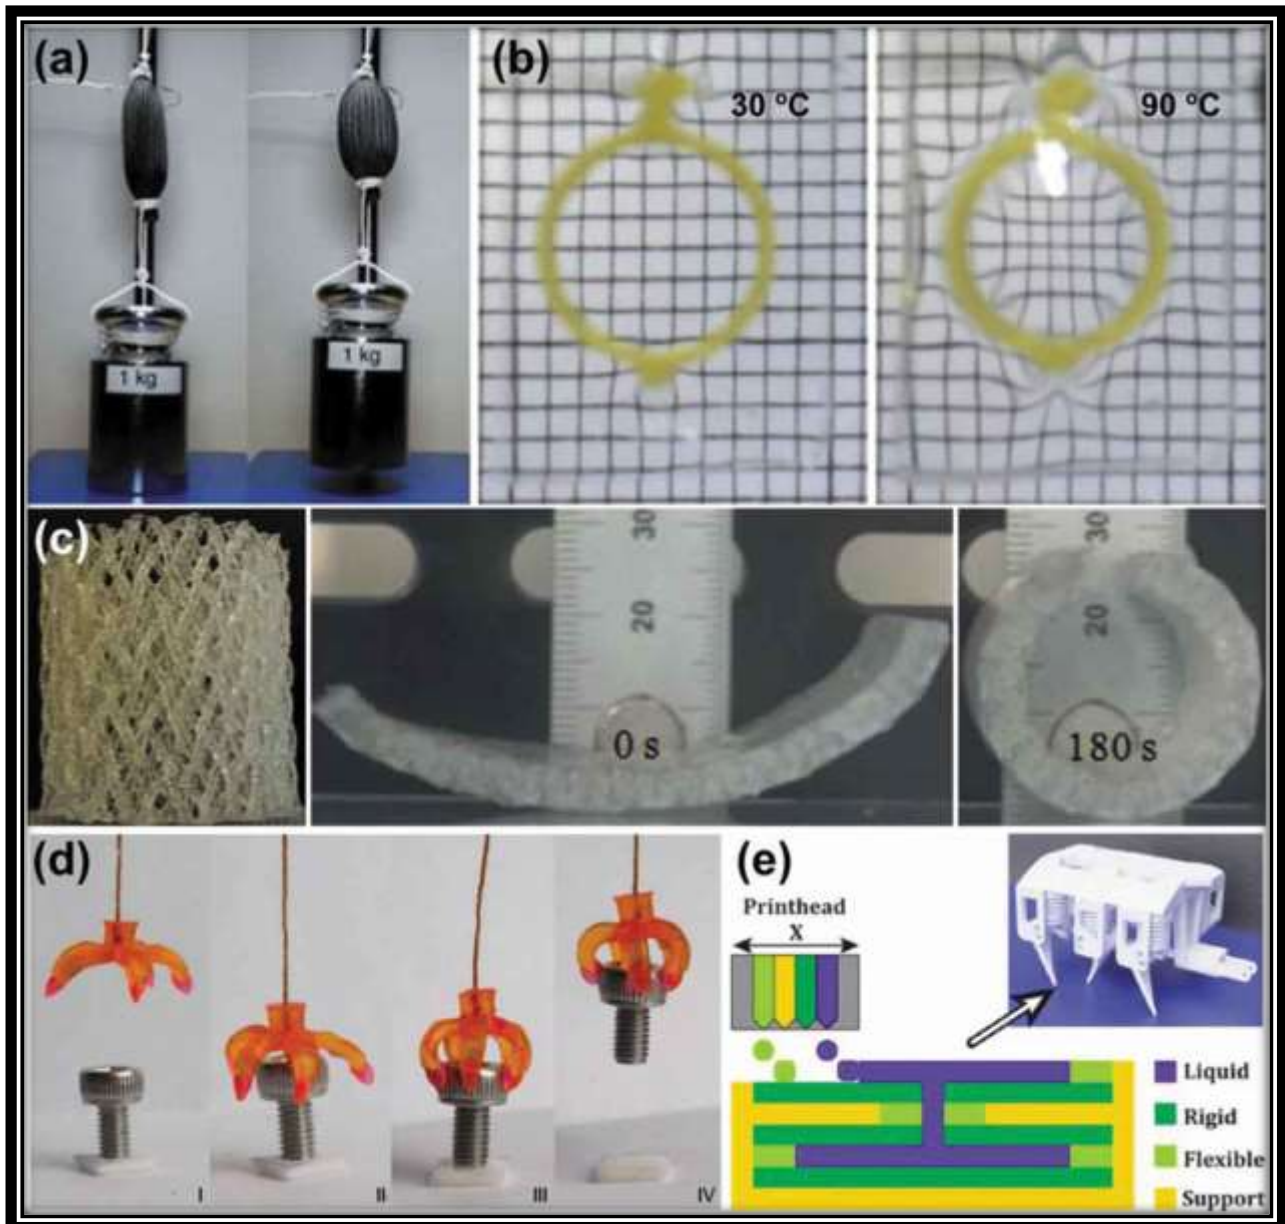 (a)
1 kg
1 kg
(b)
30 °C
90 °C
(c)
30
20
0 s
30
20
180 s
(d)
I
II
III
IV
(e)
Printhead
X
Liquid
Rigid
Flexible
Support